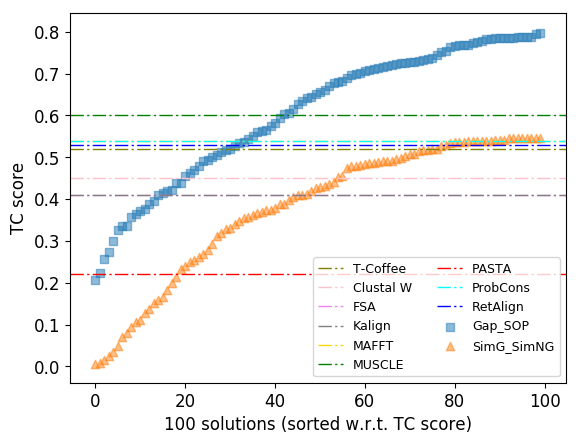 0.8
0.7
0.6
0.5
0.4
0.3
0.2
0.1
0.0
TC score
T-Coffee
Clustal W
FSA
Kalign
MAFFT
MUSCLE
PASTA
ProbCons
RetAlign
Gap_SOP
SimG_SimNG
0 20 40 60 80 100
100 solutions (sorted w.r.t. TC score)